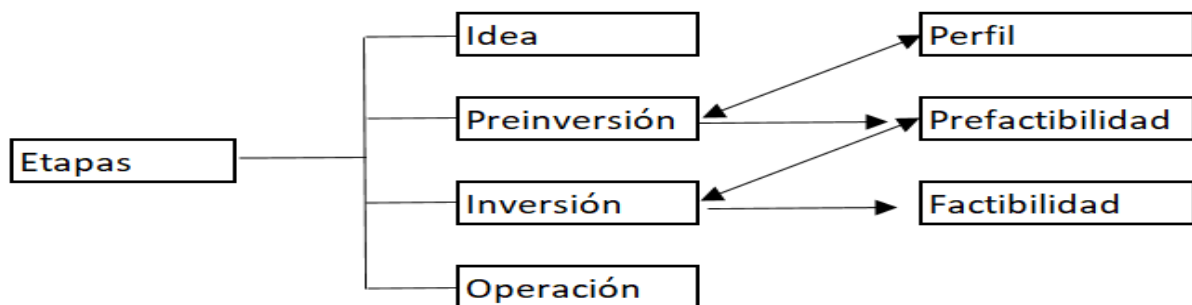 Etapas
Idea
Preinversión
Inversión
Operación
Perfil
Prefactibilidad
Factibilidad